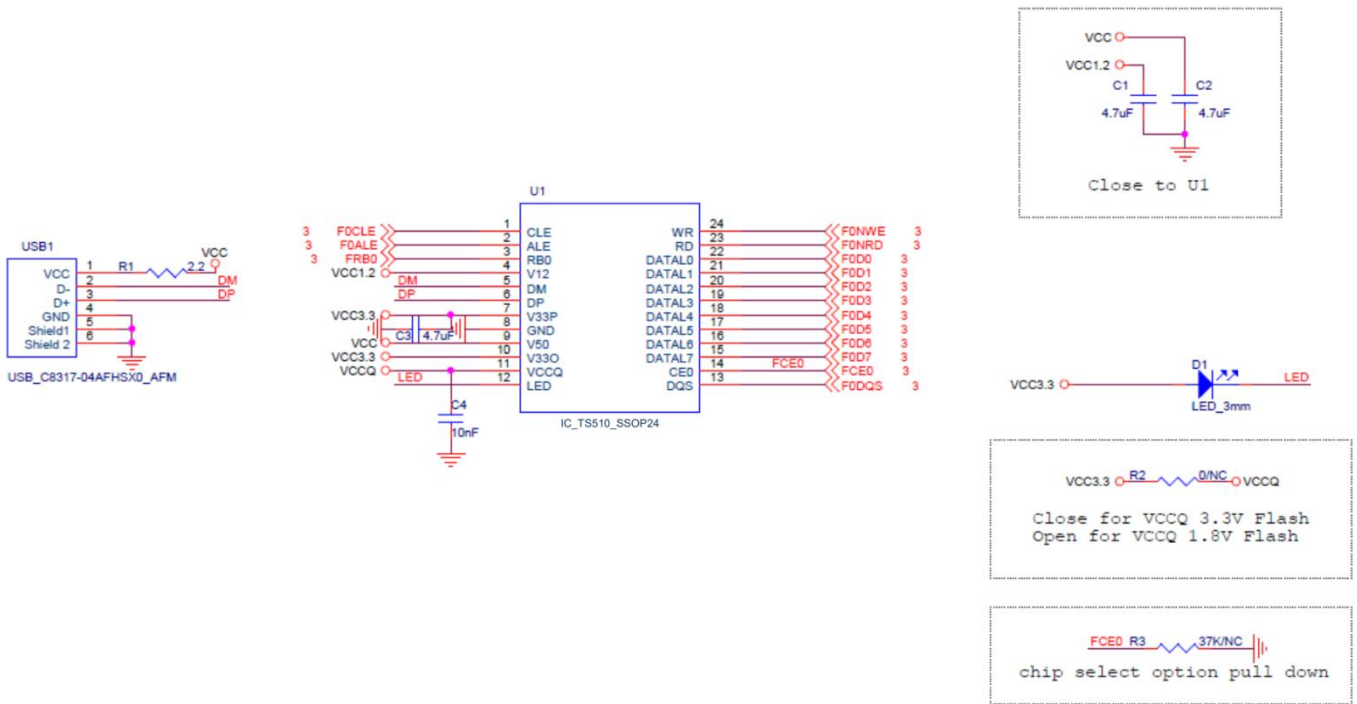 VCC
VCC1.2
C1
C2
4.7uF
4.7uF
Close to U1
USB1
VCC
R1
2.2
VCC 1
D- 2 DM
D+ 3 DP
GND 4
Shield1 5
Shield 2 6
USB_C8317-04AFHSX0_AFM
U1
3 F0CLE 1 CLE
3 F0ALE 2 ALE
3 FRB0 3 RB0
VCC1.2 4 V12
DM 5 DM
DP 6 DP
VCC3.3 7 V33P
C3 4.7uF 8 GND
VCC 9 V50
VCC3.3 10 V33O
VCCQ 11 VCCQ
LED 12 LED
WR 24 F0NWE 3
RD 23 F0NRD 3
DATAL0 22 F0D0 3
DATAL1 21 F0D1 3
DATAL2 20 F0D2 3
DATAL3 19 F0D3 3
DATAL4 18 F0D4 3
DATAL5 17 F0D5 3
DATAL6 16 F0D6 3
DATAL7 15 F0D7 3
CE0 14 FCE0 FCE0 3
DQS 13 F0DQS 3
IC_TS510_SSOP24
C4
10nF
D1
VCC3.3 LED
LED_3mm
VCC3.3 R2 0/NC VCCQ
Close for VCCQ 3.3V Flash
Open for VCCQ 1.8V Flash
FCE0 R3 37K/NC
chip select option pull down